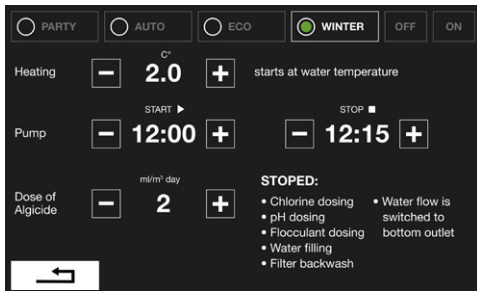 PARTY AUTO ECO WINTER OFF ON
C°
Heating − 2.0 + starts at water temperature
START ▶ STOP ■
Pump − 12:00 + − 12:15 +
ml/m³ day
Dose of
Algicide − 2 +
STOPED:
• Chlorine dosing
• pH dosing
• Flocculant dosing
• Water filling
• Filter backwash
• Water flow is
switched to
bottom outlet